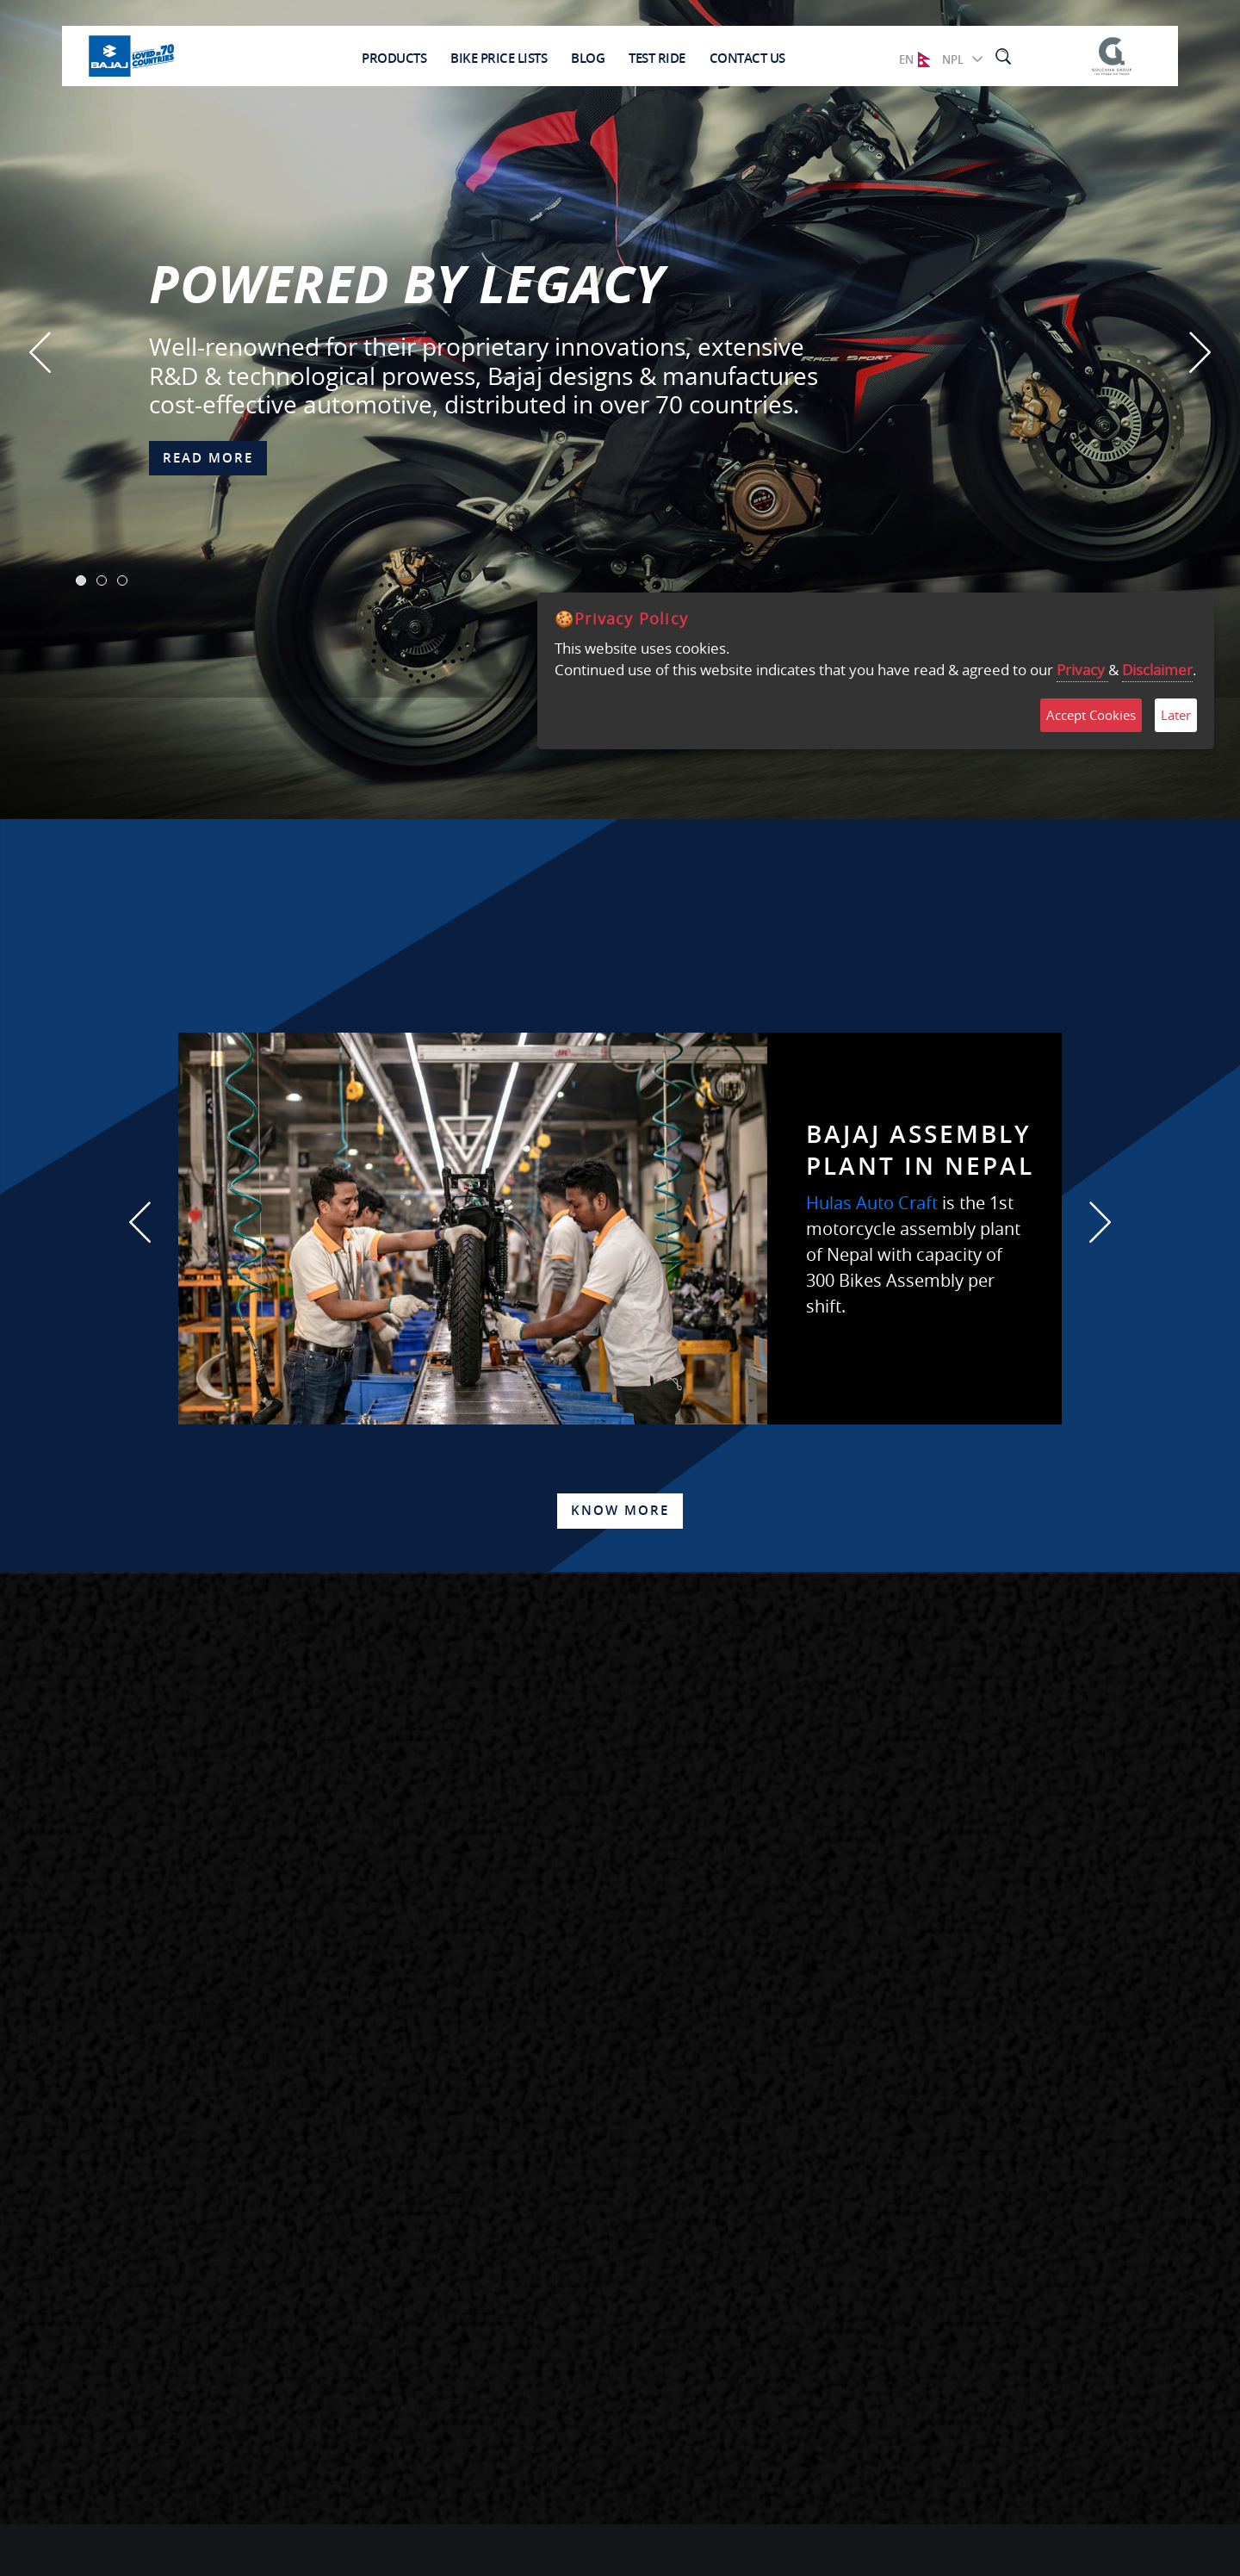 BAJAJ
LOVED IN 70
COUNTRIES
PRODUCTS BIKE PRICE LISTS BLOG TEST RIDE CONTACT US
EN NPL
GOLCHHA GROUP
POWERED BY LEGACY
Well-renowned for their proprietary innovations, extensive
R&D & technological prowess, Bajaj designs & manufactures
cost-effective automotive, distributed in over 70 countries.
READ MORE
RACE SPORT
ABS
🍪Privacy Policy
This website uses cookies.
Continued use of this website indicates that you have read & agreed to our Privacy & Disclaimer.
Accept Cookies Later
BAJAJ ASSEMBLY
PLANT IN NEPAL
Hulas Auto Craft is the 1st
motorcycle assembly plant
of Nepal with capacity of
300 Bikes Assembly per
shift.
KNOW MORE